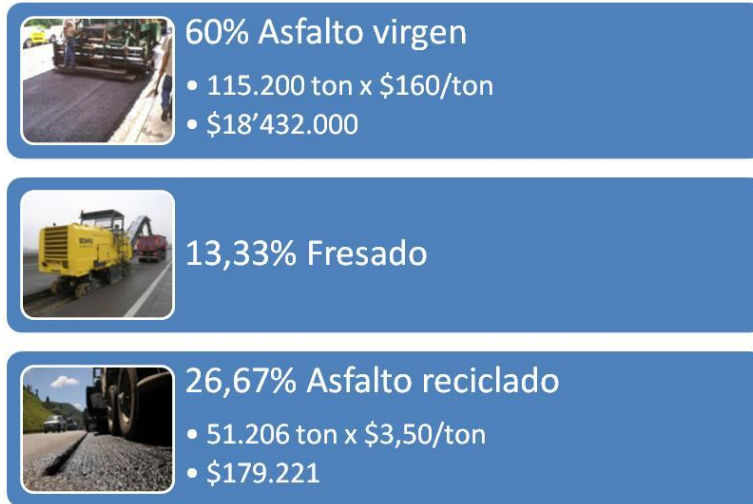 60% Asfalto virgen
• 115.200 ton x $160/ton
• $18’432.000
13,33% Fresado
26,67% Asfalto reciclado
• 51.206 ton x $3,50/ton
• $179.221